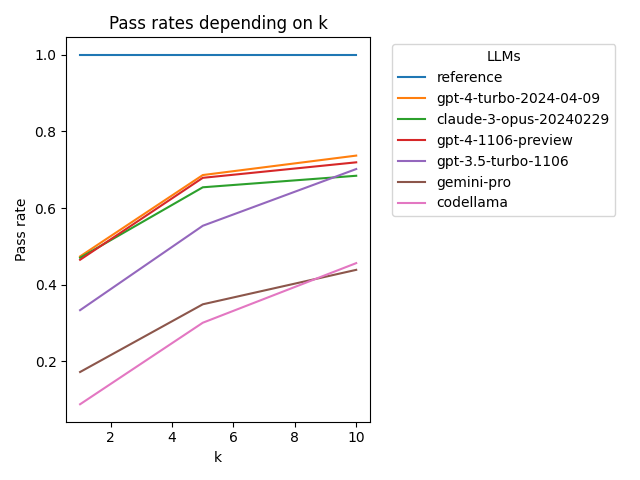 Pass rates depending on k
1.0
0.8
0.6
0.4
0.2
Pass rate
2 4 6 8 10
k
LLMs
reference
gpt-4-turbo-2024-04-09
claude-3-opus-20240229
gpt-4-1106-preview
gpt-3.5-turbo-1106
gemini-pro
codellama